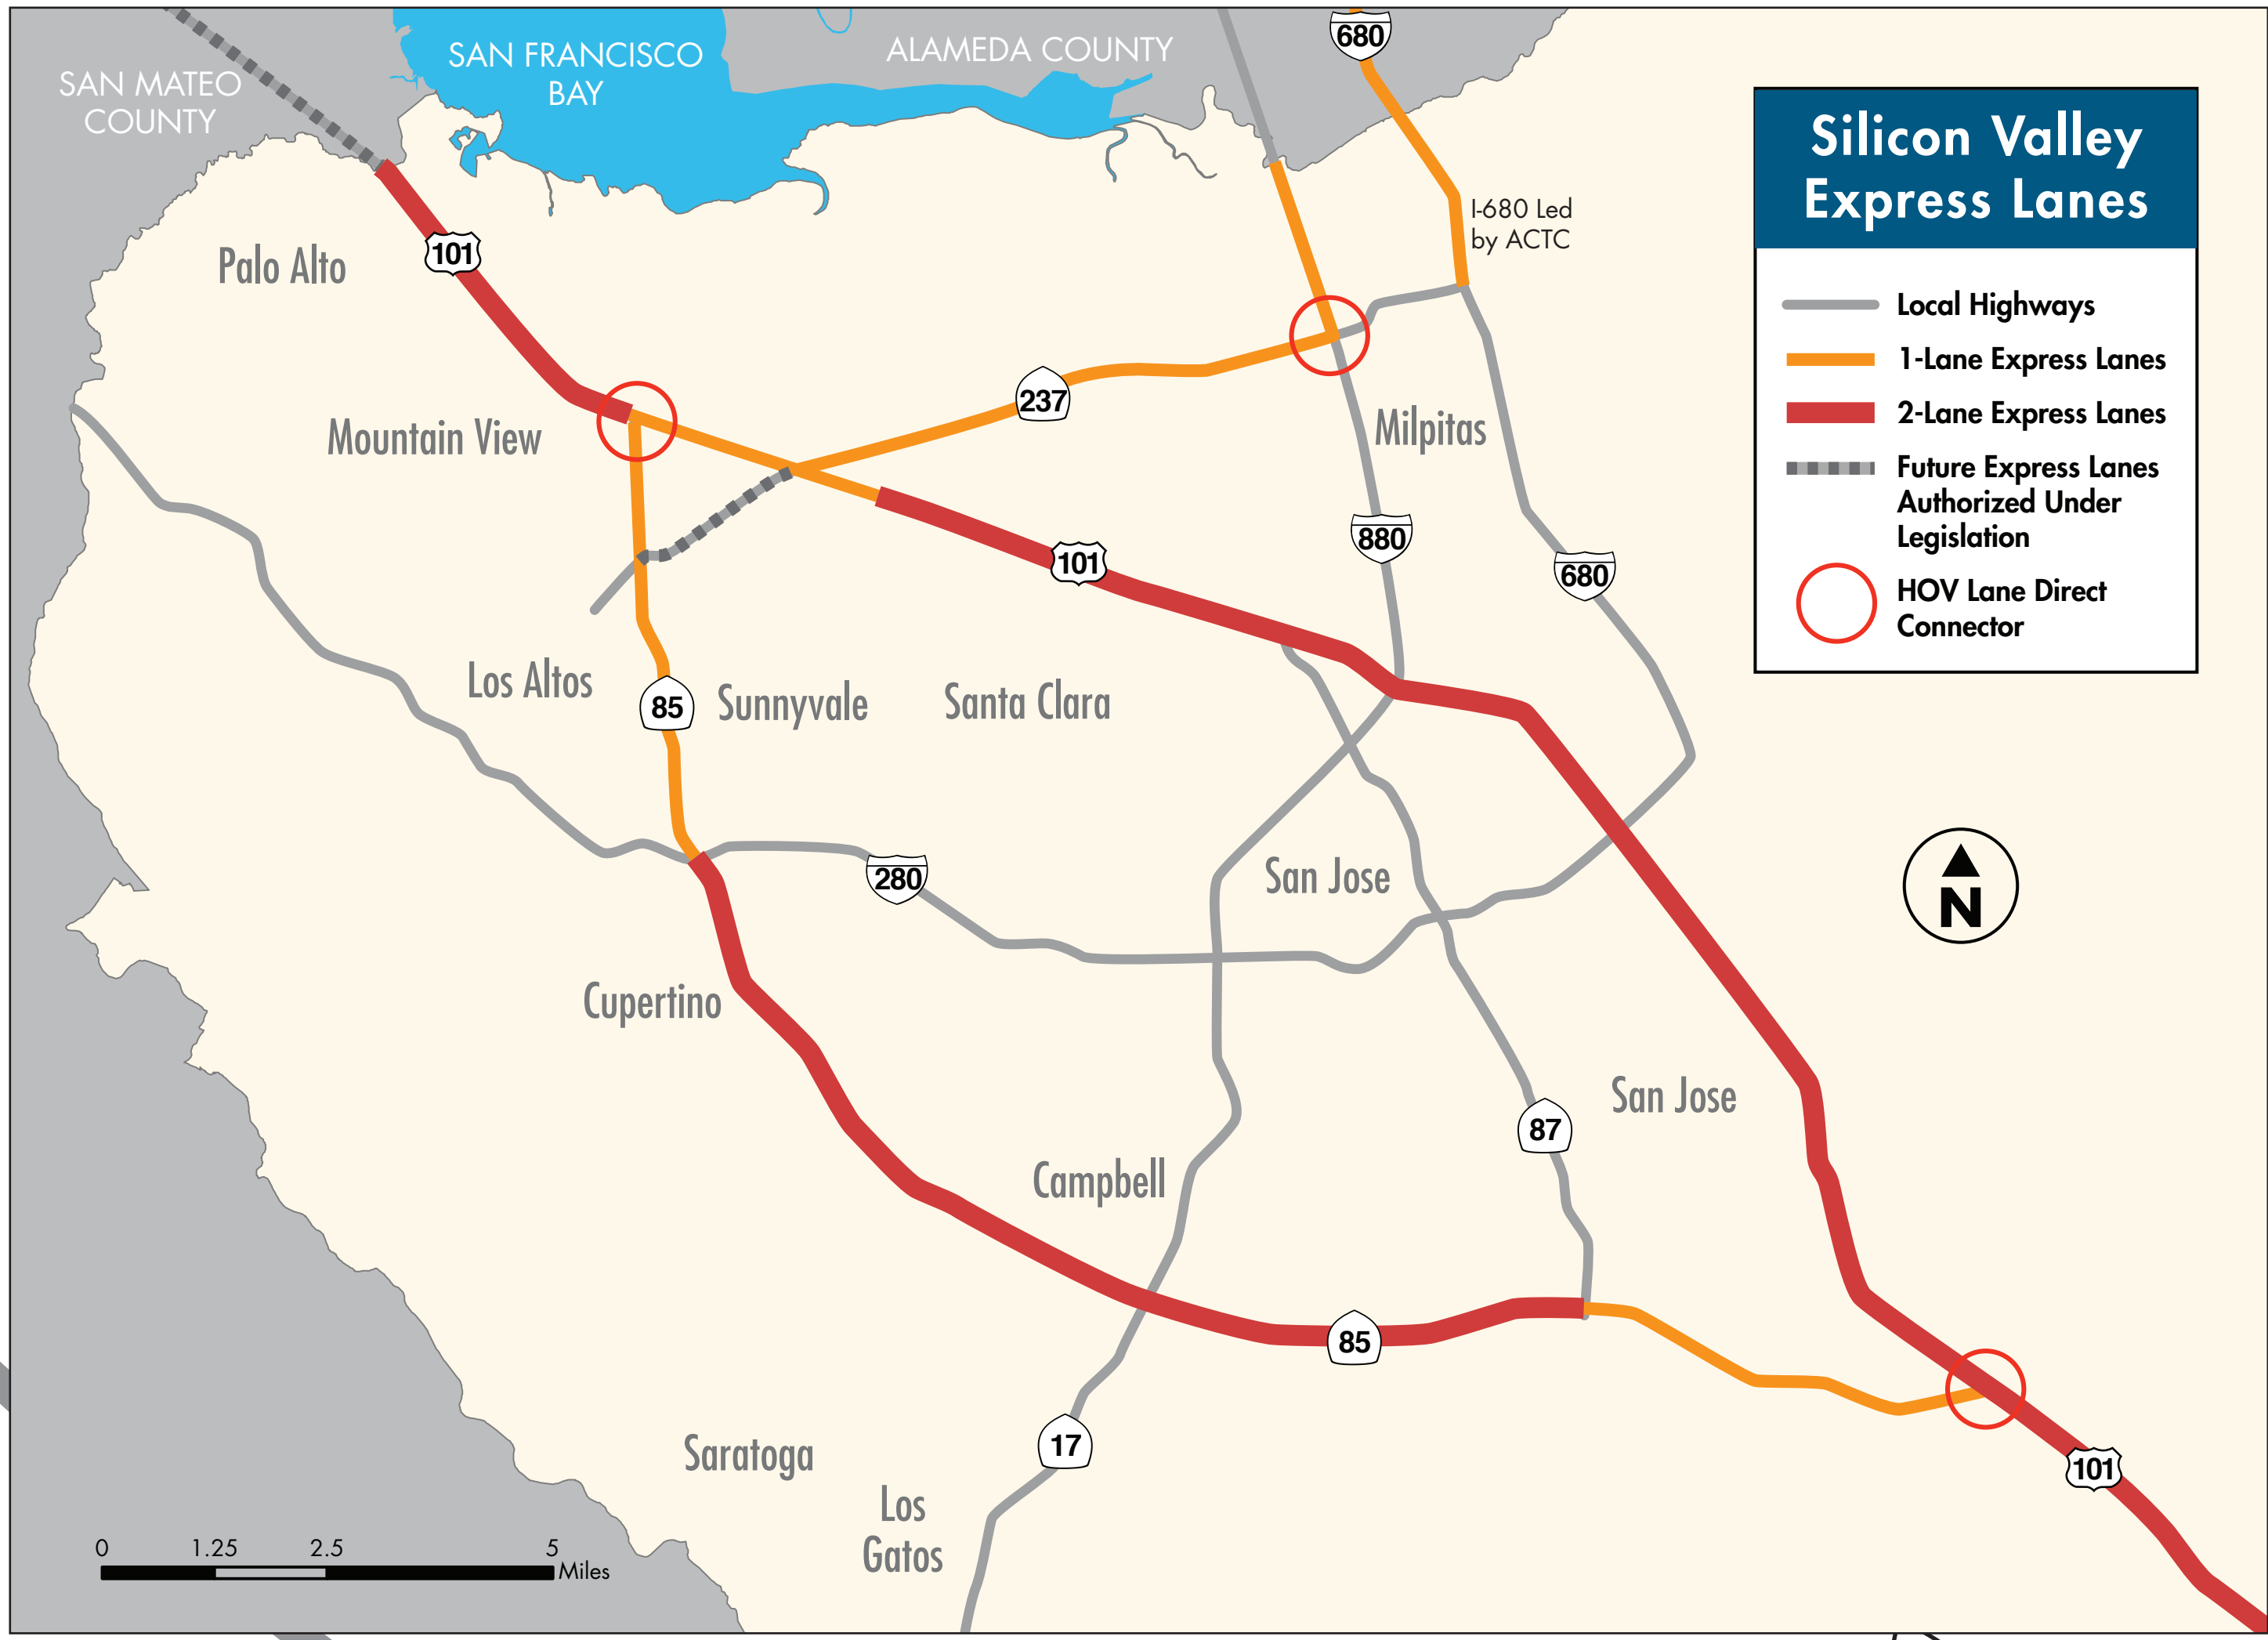 SAN MATEO
COUNTY
SAN FRANCISCO
BAY
ALAMEDA COUNTY
680
Silicon Valley
Express Lanes
Local Highways
1-Lane Express Lanes
2-Lane Express Lanes
Future Express Lanes
Authorized Under
Legislation
HOV Lane Direct
Connector
I-680 Led
by ACTC
Palo Alto
101
237
Mountain View
Milpitas
880
101
680
Los Altos
85
Sunnyvale
Santa Clara
280
San Jose
N
Cupertino
San Jose
87
Campbell
85
17
Saratoga
101
Los
Gatos
0 1.25 2.5 5
Miles